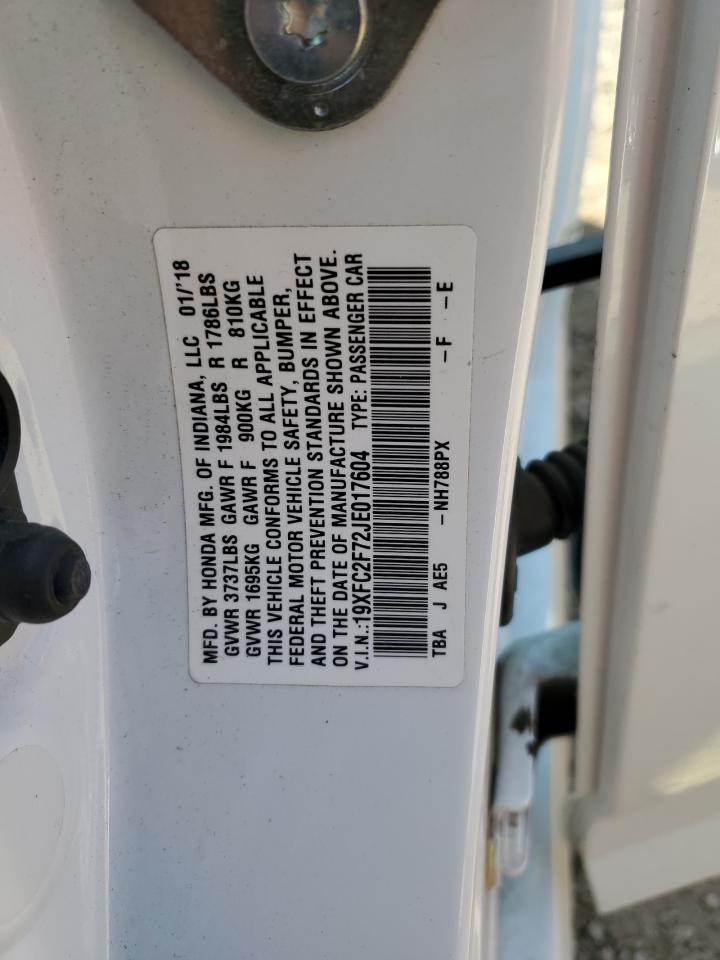 MFD. BY HONDA MFG. OF INDIANA, LLC 01/'18
GVWR 3737LBS GAWR F 1984LBS R 1786LBS
GVWR 1695KG GAWR F 900KG R 810KG
THIS VEHICLE CONFORMS TO ALL APPLICABLE
FEDERAL MOTOR VEHICLE SAFETY, BUMPER,
AND THEFT PREVENTION STANDARDS IN EFFECT
ON THE DATE OF MANUFACTURE SHOWN ABOVE.
V.I.N.:19XFC2F72JE017604 TYPE: PASSENGER CAR
TBA J AE5 -NH788PX -F -E